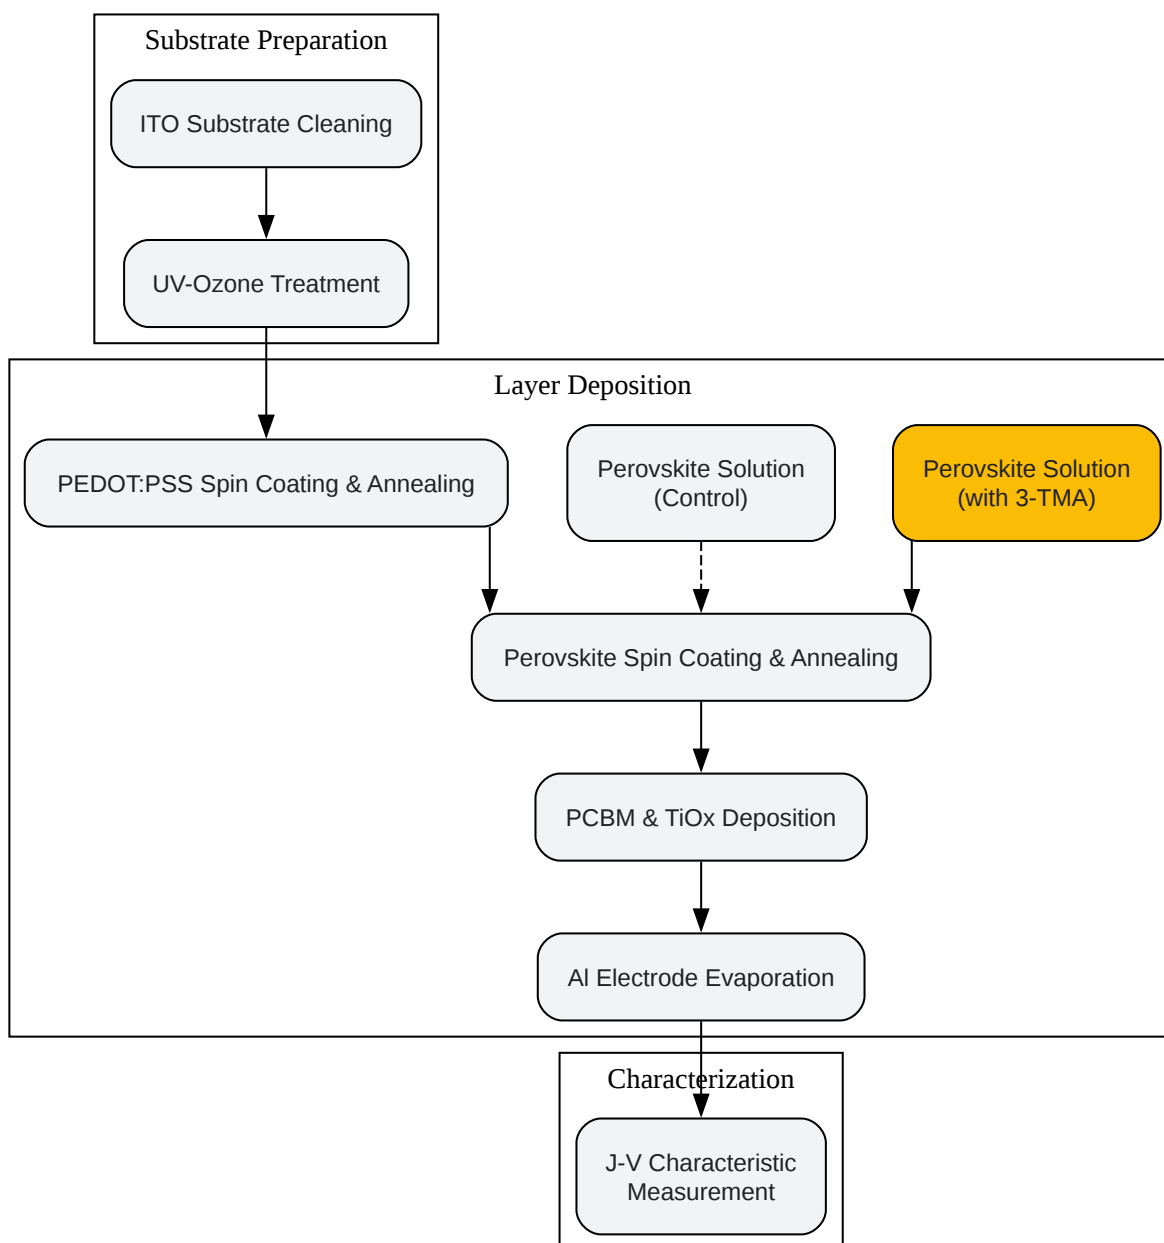 Substrate Preparation
ITO Substrate Cleaning
UV-Ozone Treatment
Layer Deposition
PEDOT:PSS Spin Coating & Annealing
Perovskite Solution
(Control)
Perovskite Solution
(with 3-TMA)
Perovskite Spin Coating & Annealing
PCBM & TiOx Deposition
Al Electrode Evaporation
Characterization
J-V Characteristic
Measurement